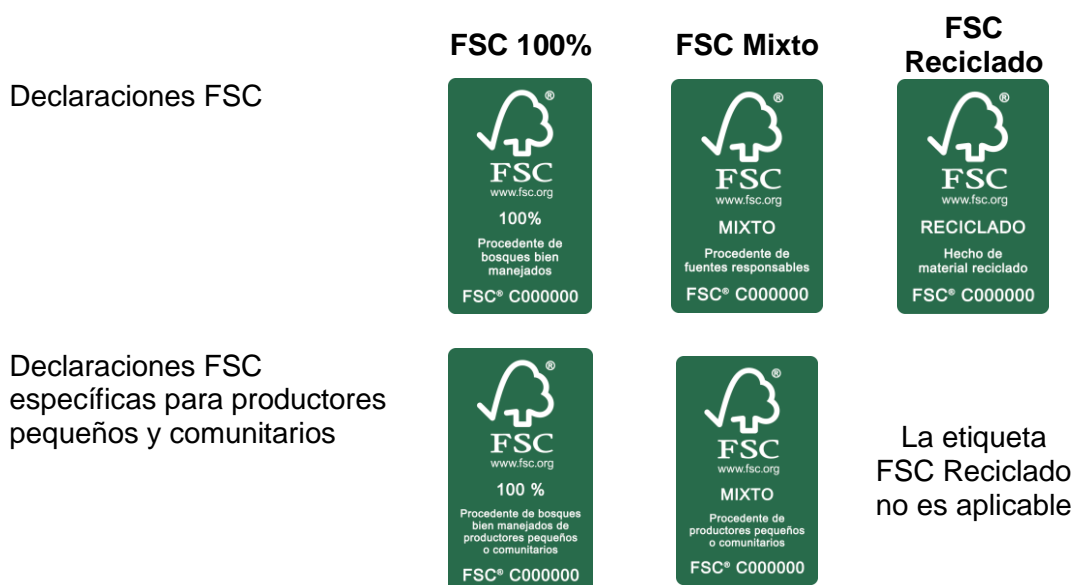 FSC 100%
FSC Mixto
FSC
Reciclado
Declaraciones FSC
®
FSC
www.fsc.org
100%
Procedente de
bosques bien
manejados
FSC® C000000
®
FSC
www.fsc.org
MIXTO
Procedente de
fuentes responsables
FSC® C000000
®
FSC
www.fsc.org
RECICLADO
Hecho de
material reciclado
FSC® C000000
Declaraciones FSC
específicas para productores
pequeños y comunitarios
®
FSC
www.fsc.org
100 %
Procedente de bosques
bien manejados de
productores pequeños
o comunitarios
FSC® C000000
®
FSC
www.fsc.org
MIXTO
Procedente de
productores pequeños
o comunitarios
FSC® C000000
La etiqueta
FSC Reciclado
no es aplicable